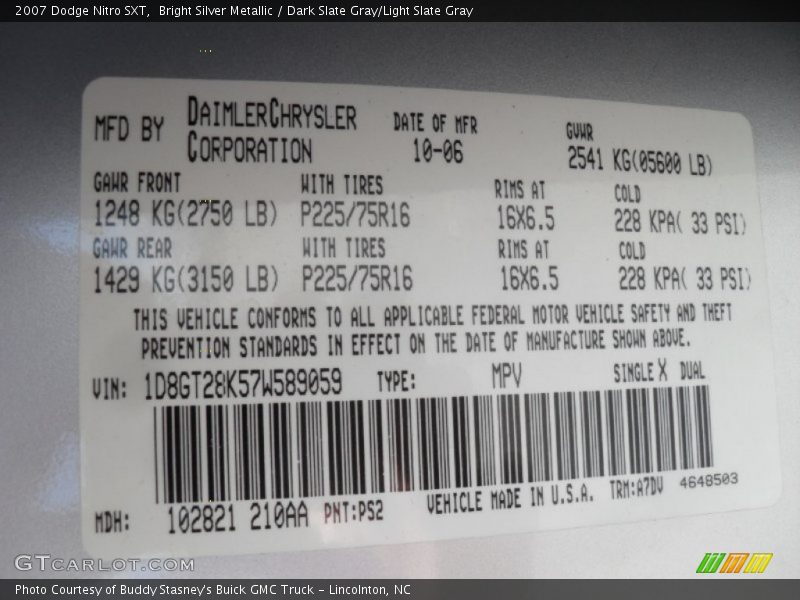 2007 Dodge Nitro SXT, Bright Silver Metallic / Dark Slate Gray/Light Slate Gray
MFD BY DAIMLERCHRYSLER CORPORATION DATE OF MFR 10-06 GVWR 2541 KG(05600 LB)
GAWR FRONT WITH TIRES RIMS AT COLD
1248 KG(2750 LB) P225/75R16 16X6.5 228 KPA( 33 PSI)
GAWR REAR WITH TIRES RIMS AT COLD
1429 KG(3150 LB) P225/75R16 16X6.5 228 KPA( 33 PSI)
THIS VEHICLE CONFORMS TO ALL APPLICABLE FEDERAL MOTOR VEHICLE SAFETY AND THEFT
PREVENTION STANDARDS IN EFFECT ON THE DATE OF MANUFACTURE SHOWN ABOVE.
VIN: 1D8GT28K57W589059 TYPE: MPV SINGLE X DUAL
MDH: 102821 210AA PNT:PS2 VEHICLE MADE IN U.S.A. TRM:A7DV 4648503
GTCARLOT.COM
Photo Courtesy of Buddy Stasney's Buick GMC Truck - Lincolnton, NC